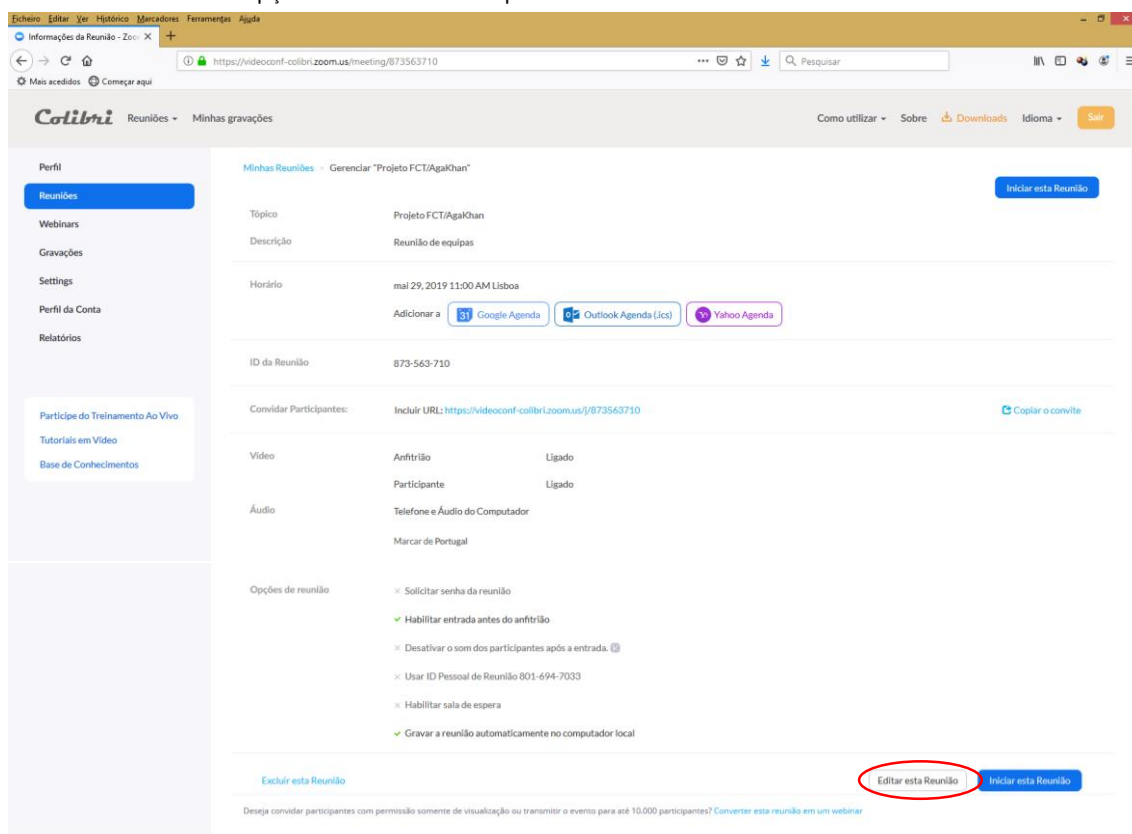 Ficheiro Editar Ver Histórico Marcadores Ferramentas Ajuda
Informações da Reunião - Zoo
https://videoconf-colibri.zoom.us/meeting/873563710
Pesquisar
Mais acedidos Começar aqui
Colibri Reuniões Minhas gravações Como utilizar Sobre Downloads Idioma Sair
Perfil
Reuniões
Webinars
Gravações
Settings
Perfil da Conta
Relatórios
Participe do Treinamento Ao Vivo
Tutoriais em Vídeo
Base de Conhecimentos
Minhas Reuniões > Gerenciar "Projeto FCT/AgaKhan"
Iniciar esta Reunião
Tópico Projeto FCT/AgaKhan
Descrição Reunião de equipas
Horário mai 29, 2019 11:00 AM Lisboa
Adicionar a 31 Google Agenda Outlook Agenda (.ics) Yahoo Agenda
ID da Reunião 873-563-710
Convidar Participantes: Incluir URL: https://videoconf-colibri.zoom.us/j/873563710 Copiar o convite
Vídeo Anfitrião Ligado
Participante Ligado
Áudio Telefone e Áudio do Computador
Marcar de Portugal
Opções de reunião × Solicitar senha da reunião
✓ Habilitar entrada antes do anfitrião
× Desativar o som dos participantes após a entrada.
× Usar ID Pessoal de Reunião 801-694-7033
× Habilitar sala de espera
✓ Gravar a reunião automaticamente no computador local
Excluir esta Reunião Editar esta Reunião Iniciar esta Reunião
Deseja convidar participantes com permissão somente de visualização ou transmitir o evento para até 10.000 participantes? Converter esta reunião em um webinar